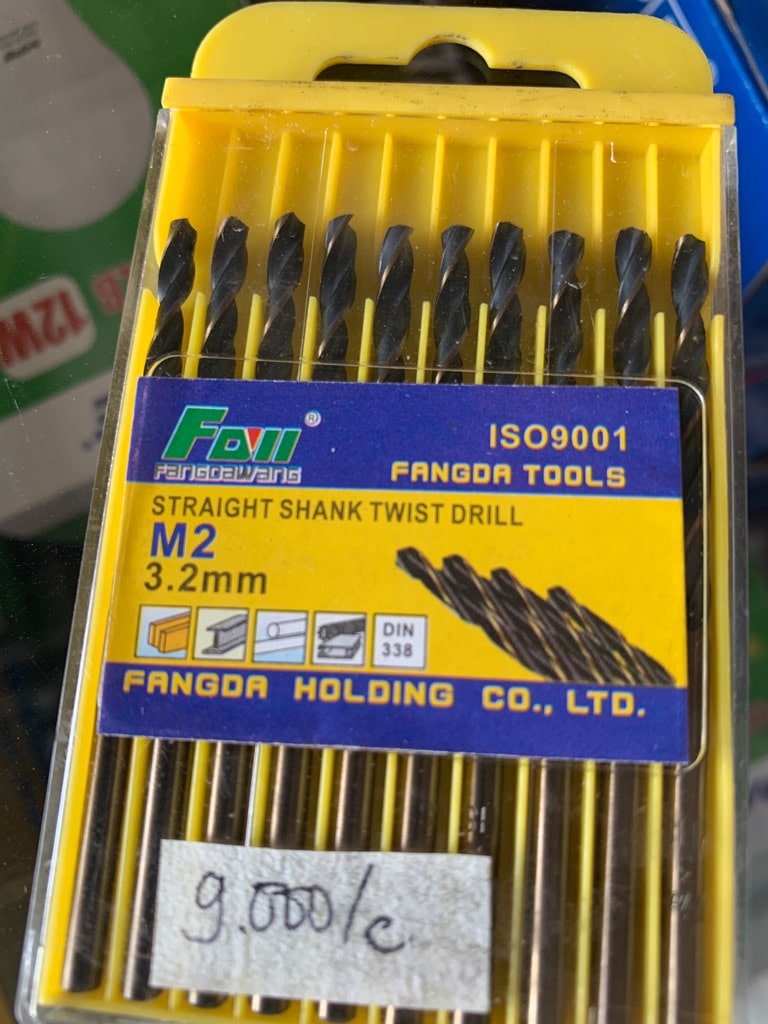 12W
FDW
®
FANGDAWANG
ISO9001
FANGDA TOOLS
STRAIGHT SHANK TWIST DRILL
M2
3.2mm
DIN
338
FANGDA HOLDING CO., LTD.
9.000/c